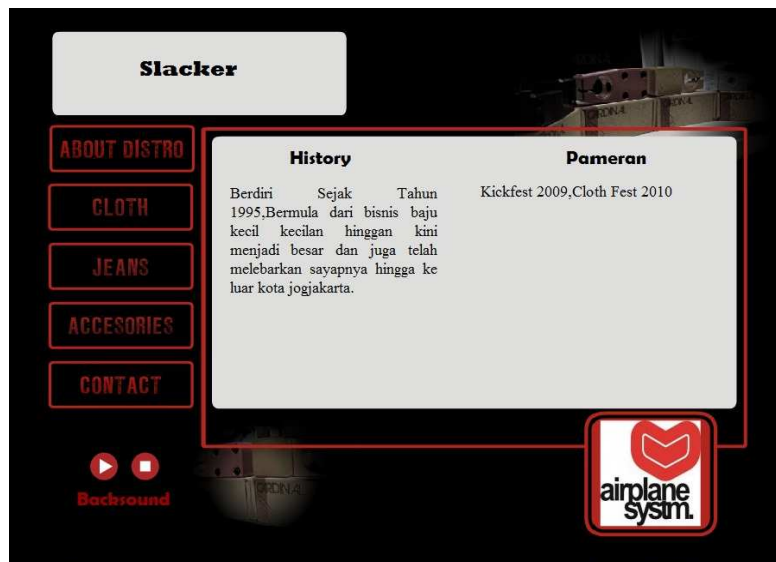 Slacker
ABOUT DISTRO
CLOTH
JEANS
ACCESORIES
CONTACT
Backsound
History
Berdiri Sejak Tahun
1995,Bermula dari bisnis baju
kecil kecilan hinggan kini
menjadi besar dan juga telah
melebarkan sayapnya hingga ke
luar kota jogjakarta.
Pameran
Kickfest 2009,Cloth Fest 2010
airplane
systm.